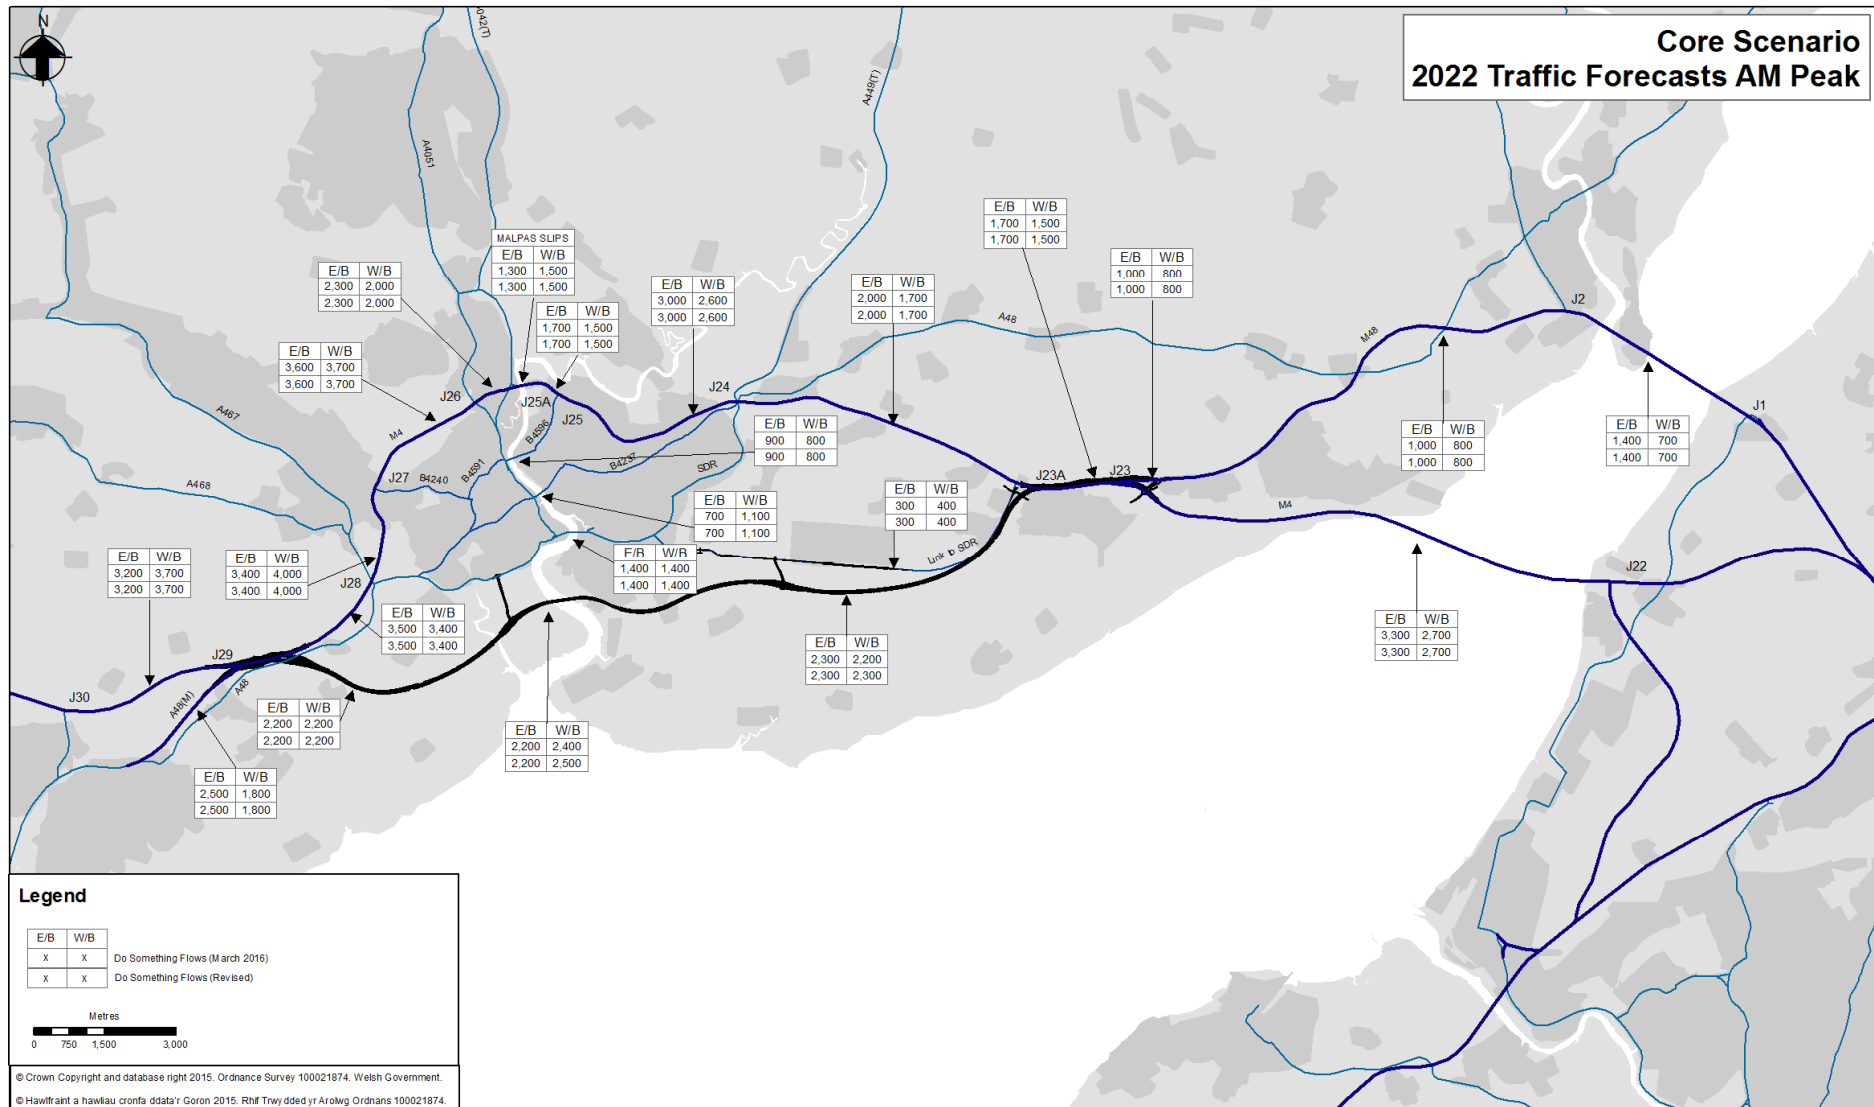 Core Scenario
2022 Traffic Forecasts AM Peak
N
A4051
A449(T)
E/B W/B
1,700 1,500
1,700 1,500
MALPAS SLIPS
E/B W/B
1,300 1,500
1,300 1,500
E/B W/B
2,300 2,000
2,300 2,000
E/B W/B
1,000 800
1,000 800
E/B W/B
3,000 2,600
3,000 2,600
E/B W/B
2,000 1,700
2,000 1,700
E/B W/B
1,700 1,500
1,700 1,500
E/B W/B
3,600 3,700
3,600 3,700
A48
M48
J2
J1
J24
J26
J25A
J25
A467
M4
B4596
E/B W/B
900 800
900 800
E/B W/B
1,000 800
1,000 800
E/B W/B
1,400 700
1,400 700
B4591
B4237
SDR
J27
B4240
A468
J23A
J23
M4
E/B W/B
300 400
300 400
E/B W/B
700 1,100
700 1,100
Link to SDR
E/B W/B
3,200 3,700
3,200 3,700
E/B W/B
3,400 4,000
3,400 4,000
J28
E/B W/B
1,400 1,400
1,400 1,400
J22
E/B W/B
3,500 3,400
3,500 3,400
E/B W/B
3,300 2,700
3,300 2,700
E/B W/B
2,300 2,200
2,300 2,300
J29
J30
A48(M)
A48
E/B W/B
2,200 2,200
2,200 2,200
E/B W/B
2,200 2,400
2,200 2,500
E/B W/B
2,500 1,800
2,500 1,800
Legend
E/B W/B
x x Do Something Flows (March 2016)
x x Do Something Flows (Revised)
Metres
0 750 1,500 3,000
© Crown Copyright and database right 2015. Ordnance Survey 100021874. Welsh Government.
© Hawlfraint a hawliau cronfa ddata'r Goron 2015. Rhif Trwydded yr Arolwg Ordnans 100021874.